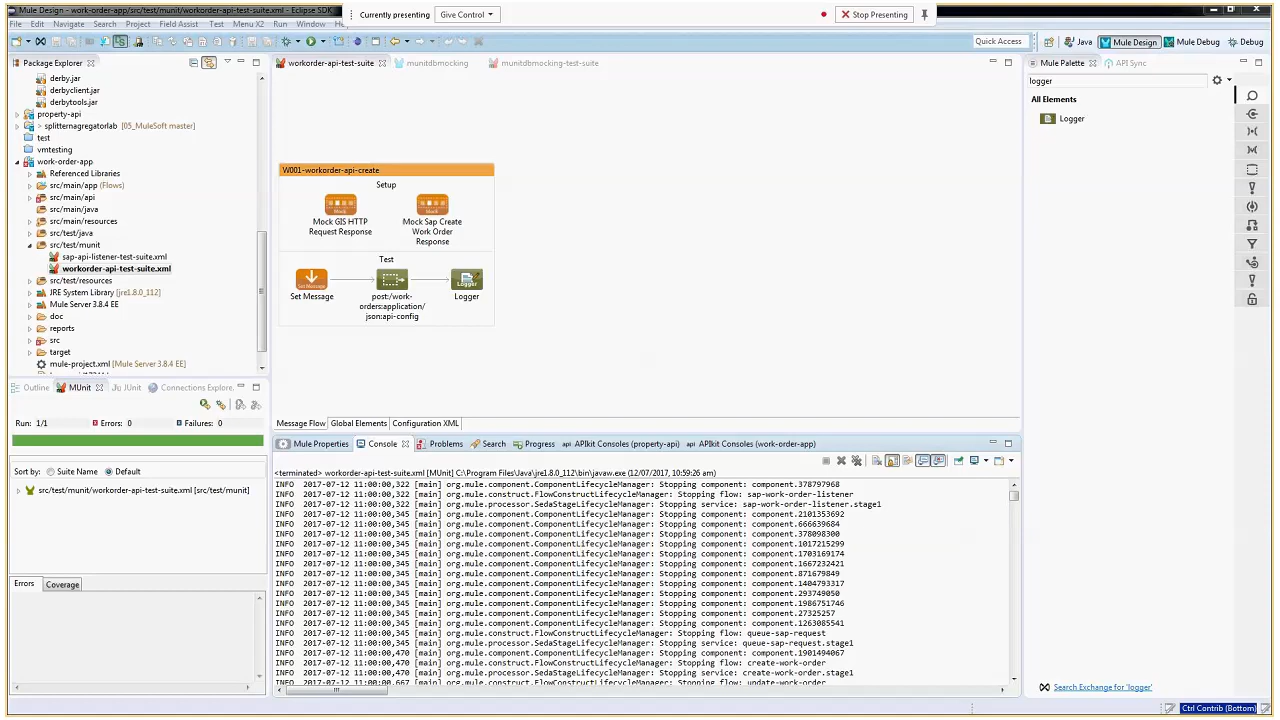 Mule Design - work-order-app/src/test/munit/workorder-api-test-suite.xml - Eclipse SDK
Currently presenting
Give Control
Stop Presenting
File Edit Navigate Search Project Field Assist Test Menu X2 Run Window
Quick Access
Java
Mule Design
Mule Debug
Debug
Package Explorer
derby.jar
derbyclient.jar
derbytools.jar
property-api
> splitternagregatorlab [05_MuleSoft master]
test
vmtesting
work-order-app
Referenced Libraries
src/main/app (Flows)
src/main/api
src/main/java
src/main/resources
src/test/java
src/test/munit
sap-api-listener-test-suite.xml
workorder-api-test-suite.xml
src/test/resources
JRE System Library [jre1.8.0_112]
Mule Server 3.8.4 EE
doc
reports
src
target
mule-project.xml [Mule Server 3.8.4 EE]
Outline
MUnit
JUnit
Connections Explore.
Run: 1/1
Errors: 0
Failures: 0
Sort by:
Suite Name
Default
src/test/munit/workorder-api-test-suite.xml [src/test/munit]
Errors
Coverage
workorder-api-test-suite
munitdbmocking
munitdbmocking-test-suite
W001-workorder-api-create
Setup
Mock
Mock
Mock GIS HTTP
Request Response
Mock Sap Create
Work Order
Response
Test
Set Message
Logger
Set Message
post:/work-
orders:application/
json:api-config
Logger
Message Flow
Global Elements
Configuration XML
Mule Properties
Console
Problems
Search
Progress
api APIkit Consoles (property-api)
api APIkit Consoles (work-order-app)
<terminated> workorder-api-test-suite.xml [MUnit] C:\Program Files\Java\jre1.8.0_112\bin\javaw.exe (12/07/2017, 10:59:26 am)
INFO 2017-07-12 11:00:00,322 [main] org.mule.component.ComponentLifecycleManager: Stopping component: component.378797968
INFO 2017-07-12 11:00:00,322 [main] org.mule.construct.FlowConstructLifecycleManager: Stopping flow: sap-work-order-listener
INFO 2017-07-12 11:00:00,322 [main] org.mule.processor.SedaStageLifecycleManager: Stopping service: sap-work-order-listener.stage1
INFO 2017-07-12 11:00:00,345 [main] org.mule.component.ComponentLifecycleManager: Stopping component: component.2101353692
INFO 2017-07-12 11:00:00,345 [main] org.mule.component.ComponentLifecycleManager: Stopping component: component.666639684
INFO 2017-07-12 11:00:00,345 [main] org.mule.component.ComponentLifecycleManager: Stopping component: component.378098300
INFO 2017-07-12 11:00:00,345 [main] org.mule.component.ComponentLifecycleManager: Stopping component: component.1017215299
INFO 2017-07-12 11:00:00,345 [main] org.mule.component.ComponentLifecycleManager: Stopping component: component.1703169174
INFO 2017-07-12 11:00:00,345 [main] org.mule.component.ComponentLifecycleManager: Stopping component: component.1667232421
INFO 2017-07-12 11:00:00,345 [main] org.mule.component.ComponentLifecycleManager: Stopping component: component.871679849
INFO 2017-07-12 11:00:00,345 [main] org.mule.component.ComponentLifecycleManager: Stopping component: component.1404793317
INFO 2017-07-12 11:00:00,345 [main] org.mule.component.ComponentLifecycleManager: Stopping component: component.293749050
INFO 2017-07-12 11:00:00,345 [main] org.mule.component.ComponentLifecycleManager: Stopping component: component.1986751746
INFO 2017-07-12 11:00:00,345 [main] org.mule.component.ComponentLifecycleManager: Stopping component: component.27325257
INFO 2017-07-12 11:00:00,345 [main] org.mule.component.ComponentLifecycleManager: Stopping component: component.1263085541
INFO 2017-07-12 11:00:00,345 [main] org.mule.construct.FlowConstructLifecycleManager: Stopping flow: queue-sap-request
INFO 2017-07-12 11:00:00,345 [main] org.mule.processor.SedaStageLifecycleManager: Stopping service: queue-sap-request.stage1
INFO 2017-07-12 11:00:00,470 [main] org.mule.component.ComponentLifecycleManager: Stopping component: component.1901494067
INFO 2017-07-12 11:00:00,470 [main] org.mule.construct.FlowConstructLifecycleManager: Stopping flow: create-work-order
INFO 2017-07-12 11:00:00,470 [main] org.mule.processor.SedaStageLifecycleManager: Stopping service: create-work-order.stage1
INFO 2017-07-12 11:00:00,667 [main] org.mule.construct.FlowConstructLifecycleManager: Stopping flow: update-work-order
Mule Palette
API Sync
logger
All Elements
Logger
Search Exchange for 'logger'
Ctrl Contrib (Bottom)